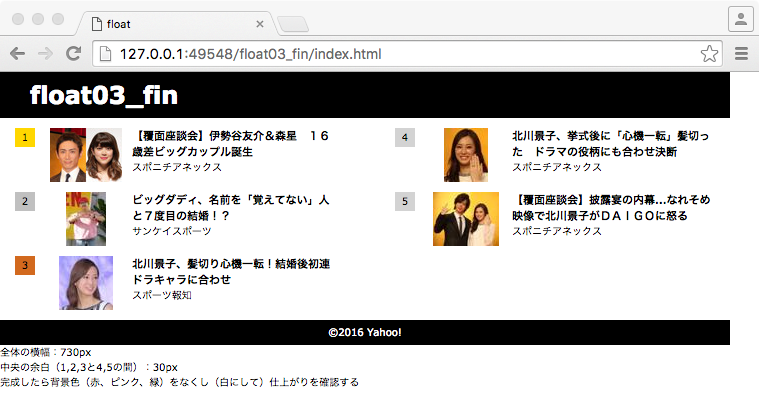 float
127.0.0.1:49548/float03_fin/index.html
float03_fin
1
【覆面座談会】伊勢谷友介＆森星　１６
歳差ビッグカップル誕生
スポニチアネックス
2
ビッグダディ、名前を「覚えてない」人
と７度目の結婚！？
サンケイスポーツ
3
北川景子、髪切り心機一転！結婚後初連
ドラキャラに合わせ
スポーツ報知
4
北川景子、挙式後に「心機一転」髪切っ
た　ドラマの役柄にも合わせ決断
スポニチアネックス
5
【覆面座談会】披露宴の内幕…なれそめ
映像で北川景子がＤＡＩＧＯに怒る
スポニチアネックス
©2016 Yahoo!
全体の横幅：730px
中央の余白（1,2,3と4,5の間）：30px
完成したら背景色（赤、ピンク、緑）をなくし（白にして）仕上がりを確認する